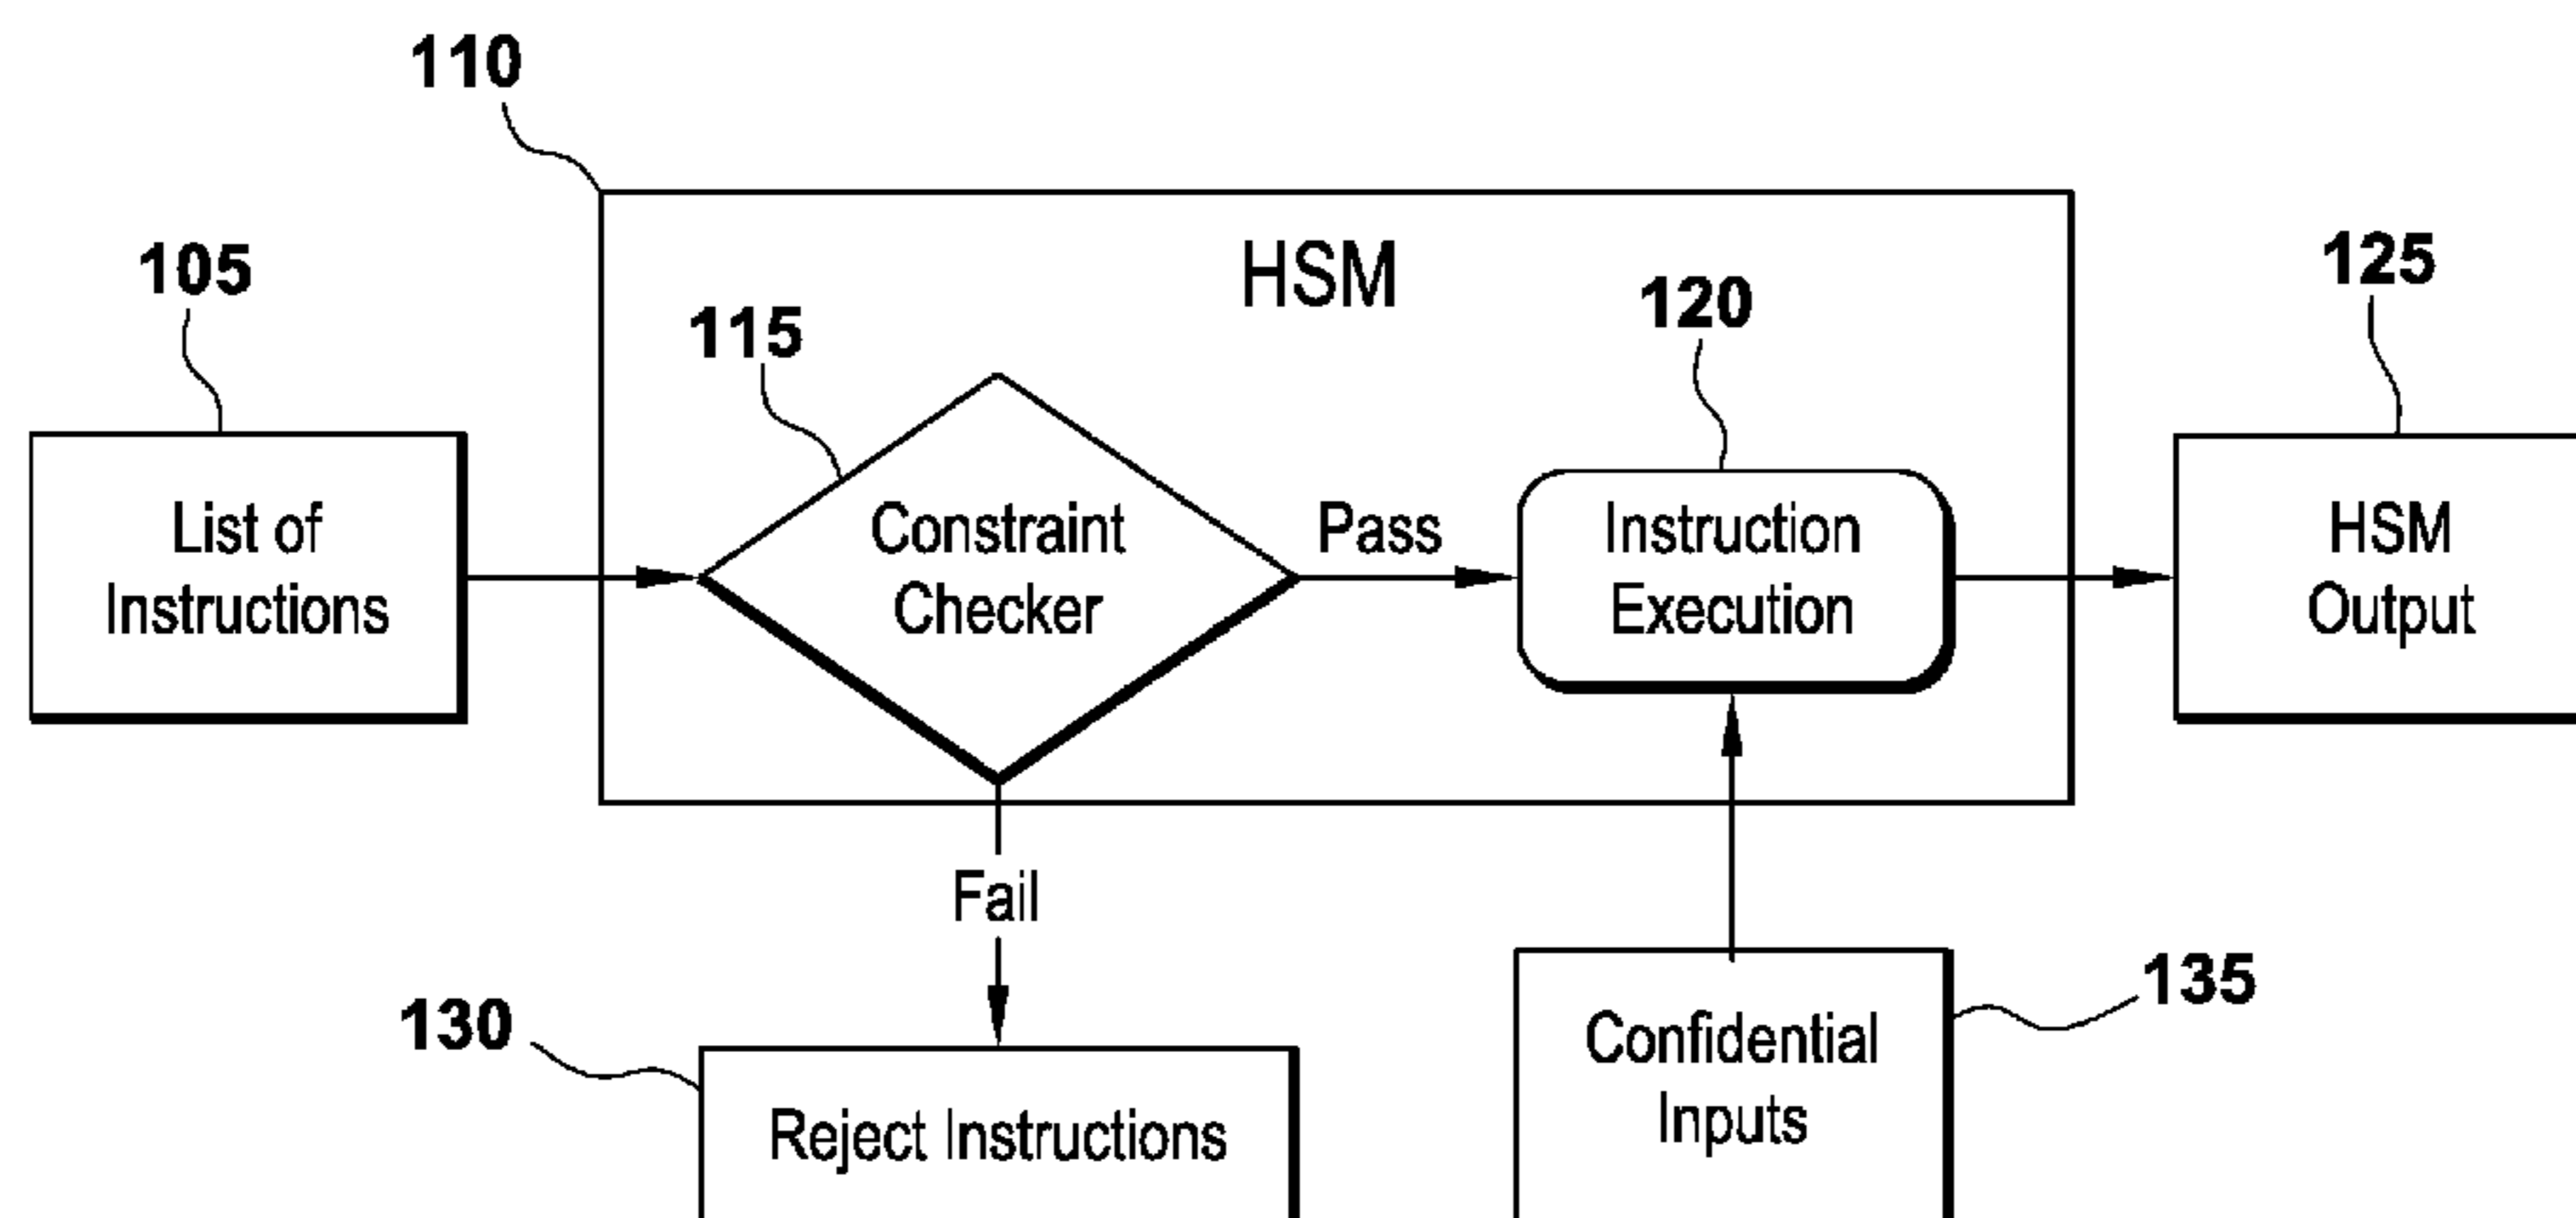 110
105
HSM
125
120
115
List of
Instructions
Constraint
Checker
Pass
Instruction
Execution
HSM
Output
Fail
130
Reject Instructions
Confidential
Inputs
135